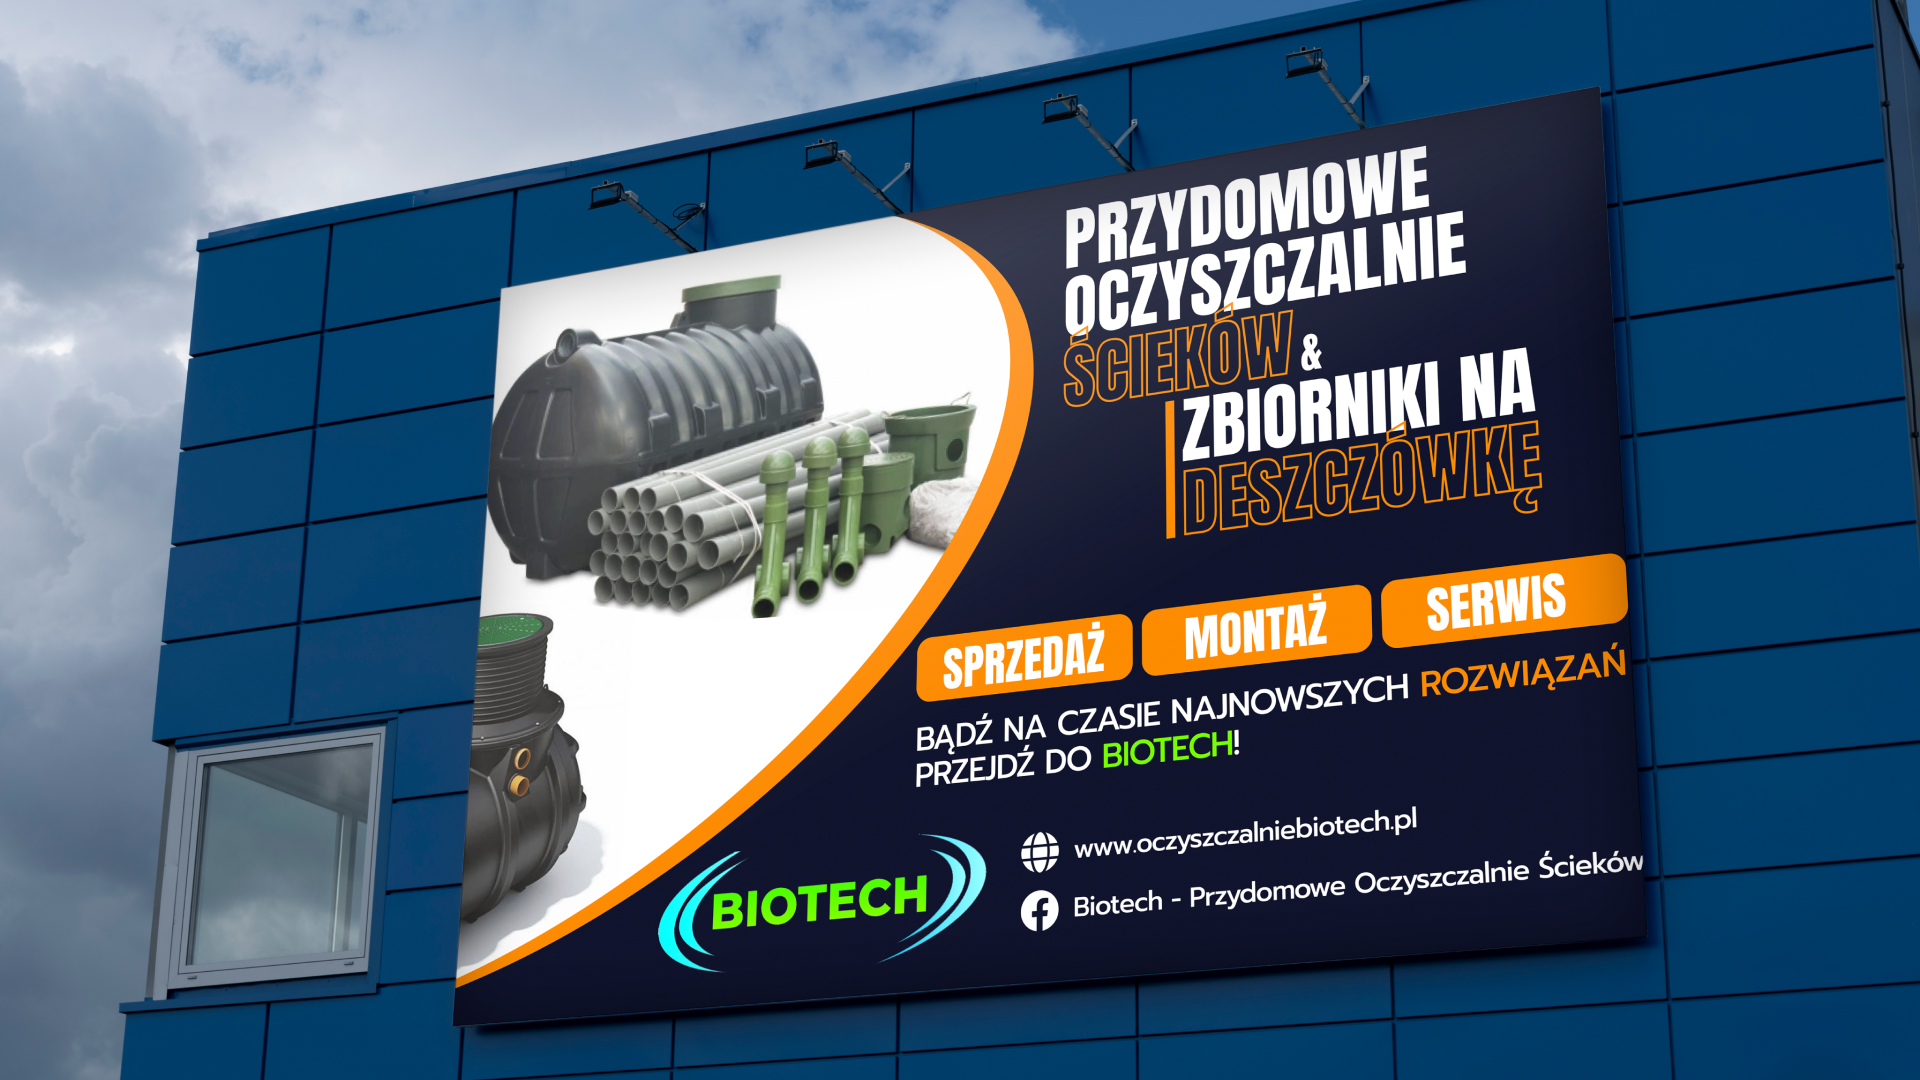 PRZYDOMOWE
OCZYSZCZALNIE
ŚCIEKÓW &
ZBIORNIKI NA
DESZCZÓWKĘ
SPRZEDAŻ MONTAŻ SERWIS
BĄDŹ NA CZASIE NAJNOWSZYCH ROZWIĄZAŃ
PRZEJDŹ DO BIOTECH!
BIOTECH
www.oczyszczalniebiotech.pl
Biotech - Przydomowe Oczyszczalnie Ścieków